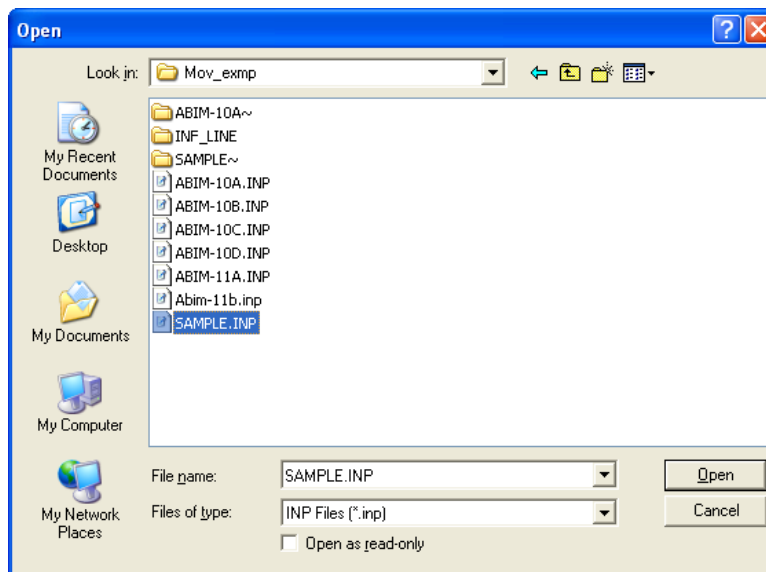 Open
Look in: Mov_exmp
ABIM-10A~
INF_LINE
SAMPLE~
ABIM-10A.INP
ABIM-10B.INP
ABIM-10C.INP
ABIM-10D.INP
ABIM-11A.INP
Abim-11b.inp
SAMPLE.INP
My Recent
Documents
Desktop
My Documents
My Computer
My Network
Places
File name: SAMPLE.INP Open
Files of type: INP Files (*.inp) Cancel
Open as read-only